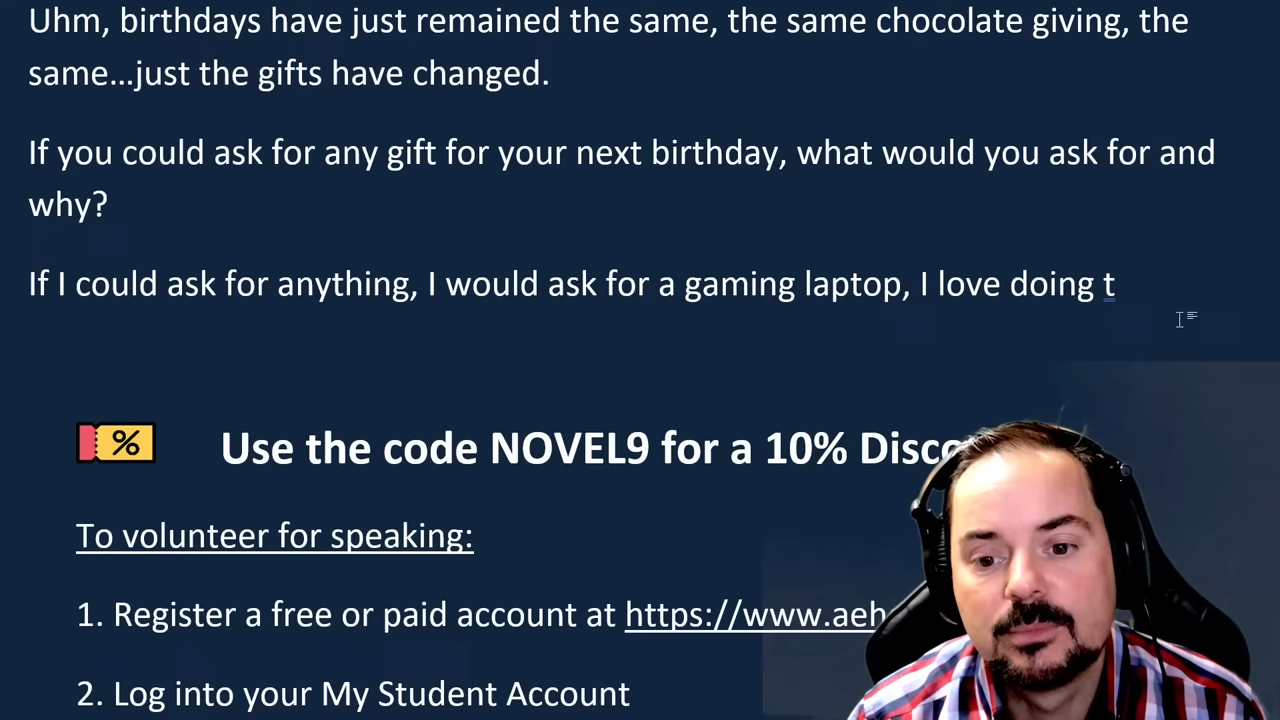 Uhm, birthdays have just remained the same, the same chocolate giving, the
same...just the gifts have changed.
If you could ask for any gift for your next birthday, what would you ask for and
why?
If I could ask for anything, I would ask for a gaming laptop, I love doing t
%
Use the code NOVEL9 for a 10% Disco
To volunteer for speaking:
1. Register a free or paid account at https://www.aeh
2. Log into your My Student Account